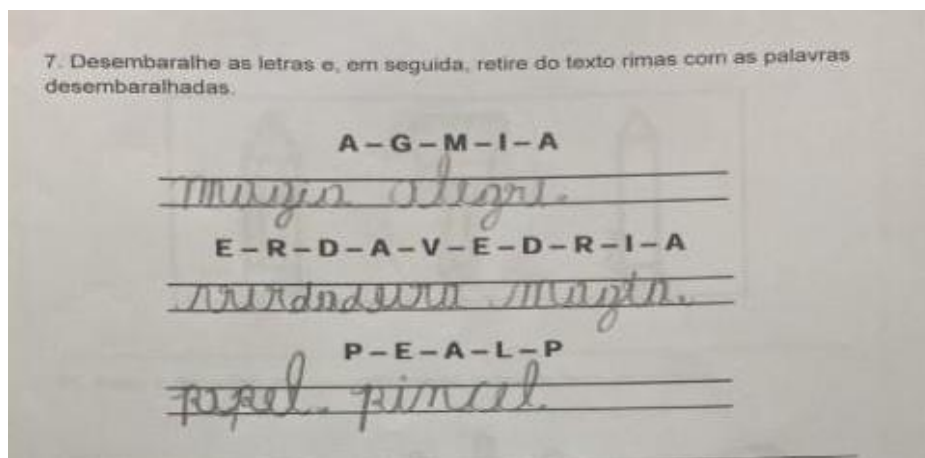 7. Desembaralhe as letras e, em seguida, retire do texto rimas com as palavras
desembaralhadas.
A – G – M – I – A
magia alegri.
E – R – D – A – V – E – D – R – I – A
verdadeira magia.
P – E – A – L – P
papel. pincel.